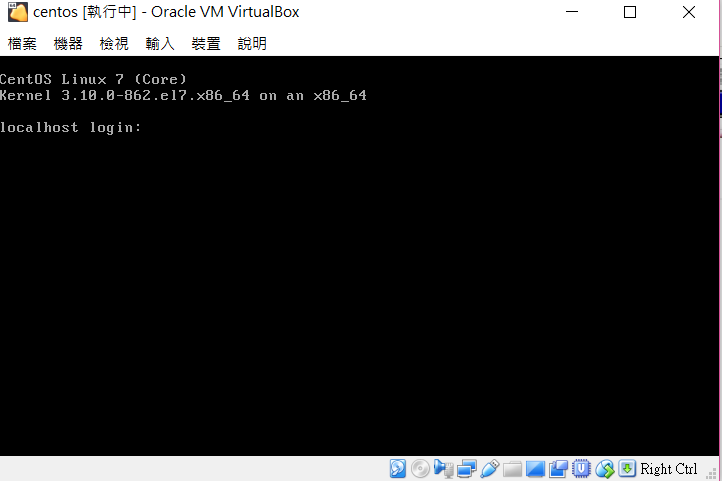 centos [執行中] - Oracle VM VirtualBox
檔案 機器 檢視 輸入 裝置 說明
CentOS Linux 7 (Core)
Kernel 3.10.0-862.el7.x86_64 on an x86_64
localhost login:
Right Ctrl